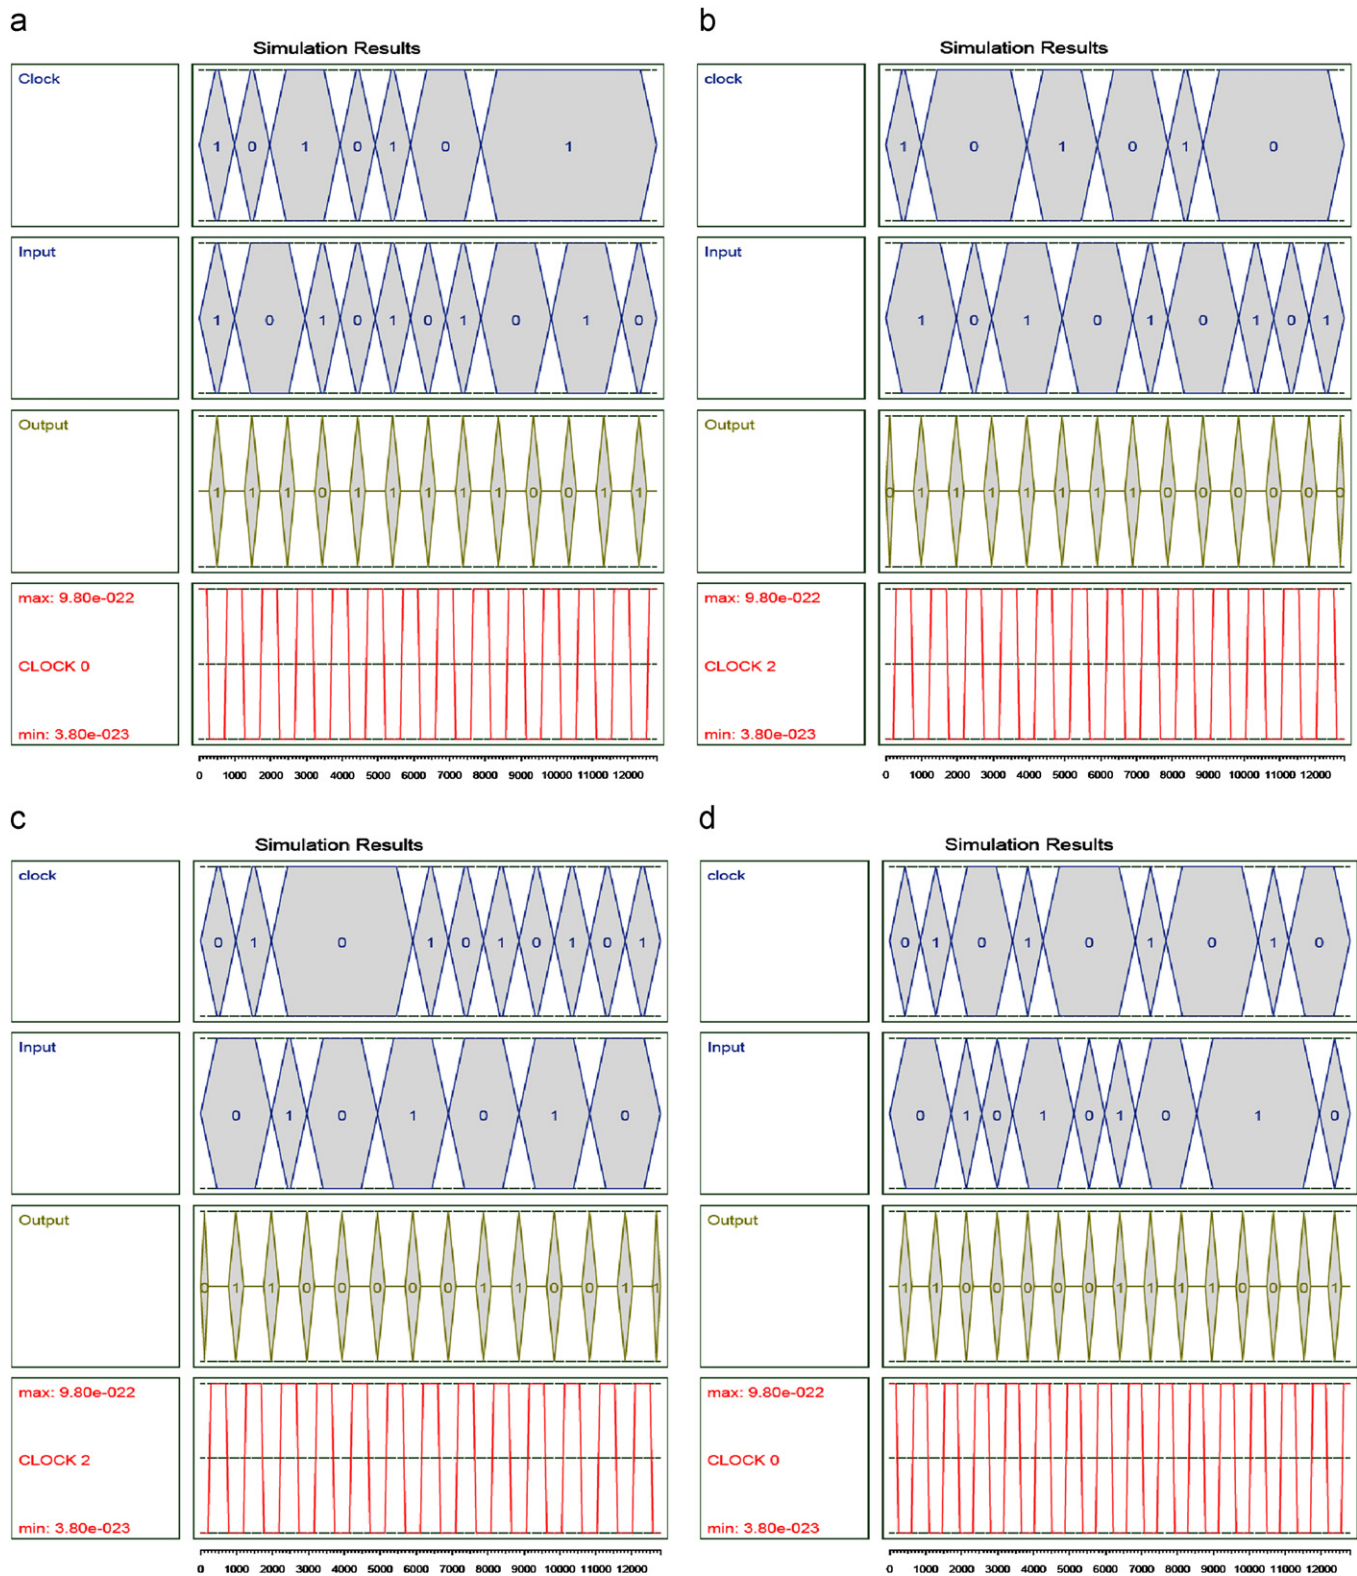 a
Simulation Results
Clock
1 0 1 0 1 0 1
Input
1 0 1 0 1 0 1 0 1 0
Output
1 1 1 0 1 1 1 1 1 0 0 1 1
max: 9.80e-022
CLOCK 0
min: 3.80e-023
0 1000 2000 3000 4000 5000 6000 7000 8000 9000 10000 11000 12000
b
Simulation Results
clock
1 0 1 0 1 0
Input
1 0 1 0 1 0 1 0 1
Output
0 1 1 1 1 1 1 1 0 0 0 0 0 0
max: 9.80e-022
CLOCK 2
min: 3.80e-023
0 1000 2000 3000 4000 5000 6000 7000 8000 9000 10000 11000 12000
c
Simulation Results
clock
0 1 0 1 0 1 0 1 0 1
Input
0 1 0 1 0 1 0
Output
0 1 1 0 0 0 0 0 1 1 0 0 1 1
max: 9.80e-022
CLOCK 2
min: 3.80e-023
0 1000 2000 3000 4000 5000 6000 7000 8000 9000 10000 11000 12000
d
Simulation Results
clock
0 1 0 1 0 1 0 1 0
Input
0 1 0 1 0 1 0 1 0
Output
1 1 0 0 0 0 0 1 1 1 1 0 0 0 1
max: 9.80e-022
CLOCK 0
min: 3.80e-023
0 1000 2000 3000 4000 5000 6000 7000 8000 9000 10000 11000 12000